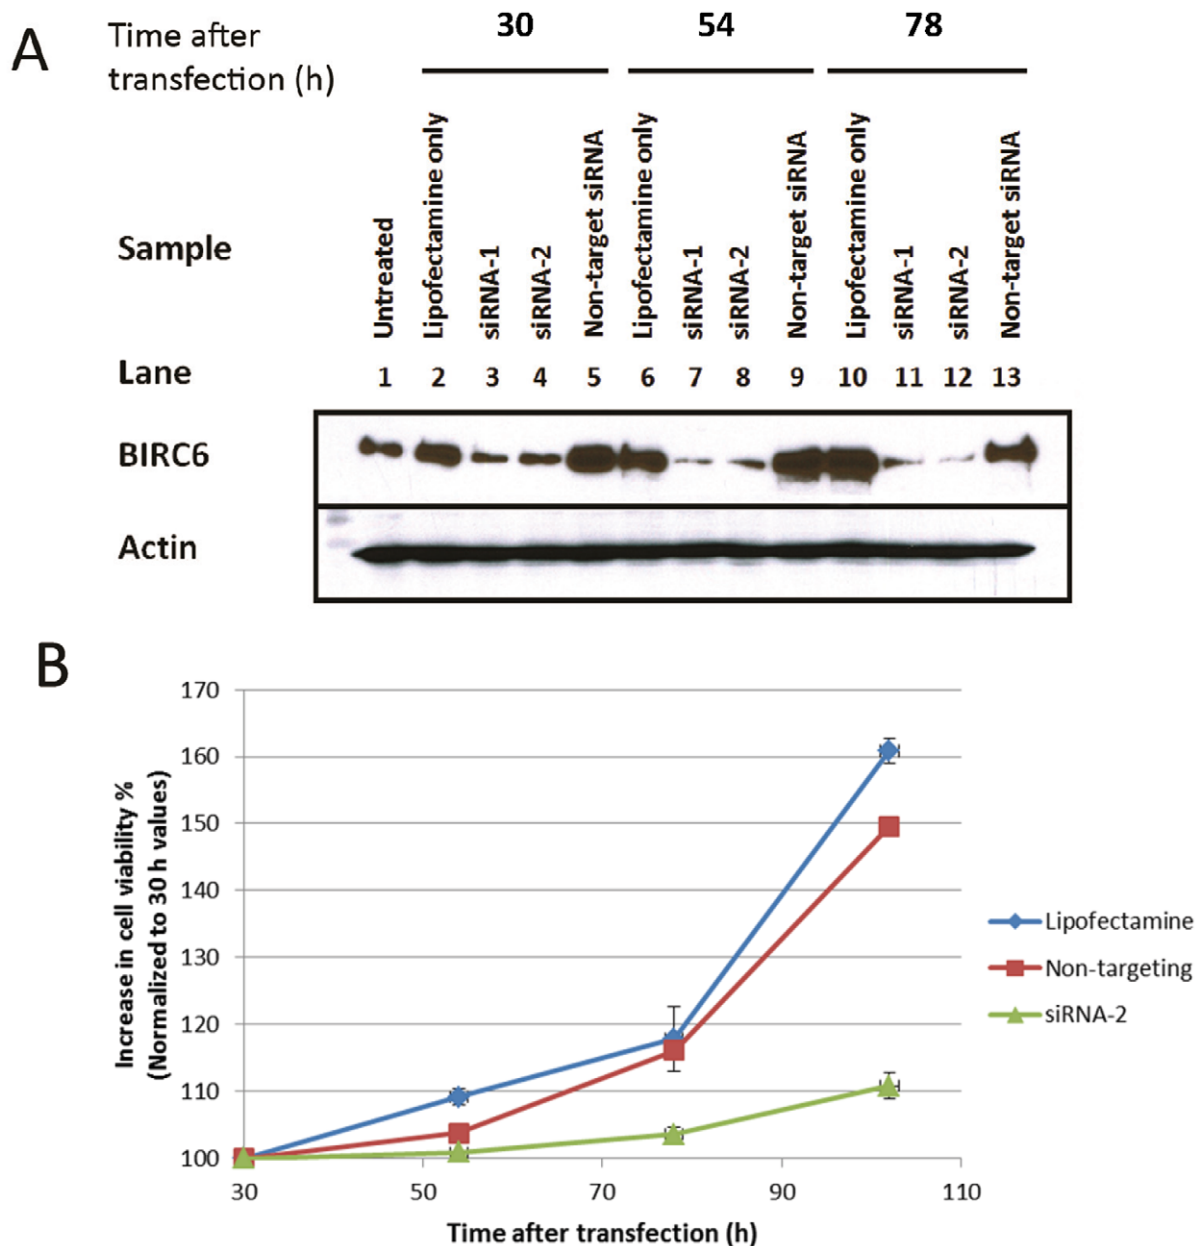 A
Time after
transfection (h)
30
54
78
Sample
Untreated
Lipofectamine only
siRNA-1
siRNA-2
Non-target siRNA
Lipofectamine only
siRNA-1
siRNA-2
Non-target siRNA
Lipofectamine only
siRNA-1
siRNA-2
Non-target siRNA
Lane
1 2 3 4 5 6 7 8 9 10 11 12 13
BIRC6
Actin
B
Increase in cell viability %
(Normalized to 30 h values)
170
160
150
140
130
120
110
100
30 50 70 90 110
Time after transfection (h)
Lipofectamine
Non-targeting
siRNA-2